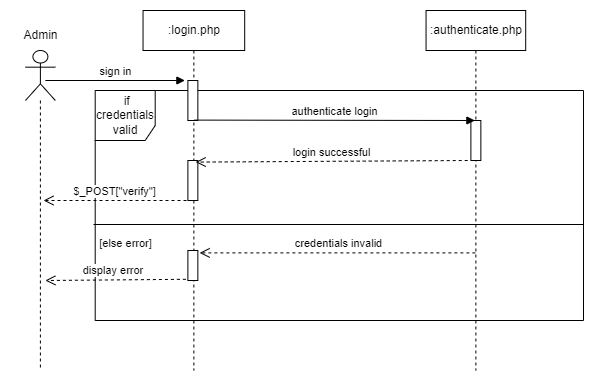 Admin
:login.php
:authenticate.php
sign in
if
credentials
valid
authenticate login
login successful
$_POST["verify"]
[else error]
credentials invalid
display error